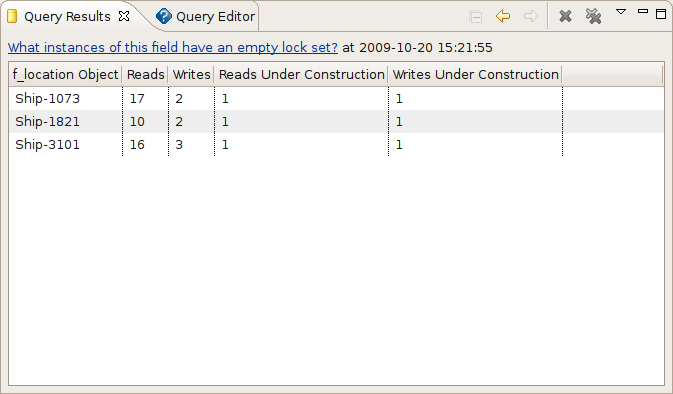 Query Results Query Editor
What instances of this field have an empty lock set? at 2009-10-20 15:21:55
f_location Object Reads Writes Reads Under Construction Writes Under Construction
Ship-1073 17 2 1 1
Ship-1821 10 2 1 1
Ship-3101 16 3 1 1